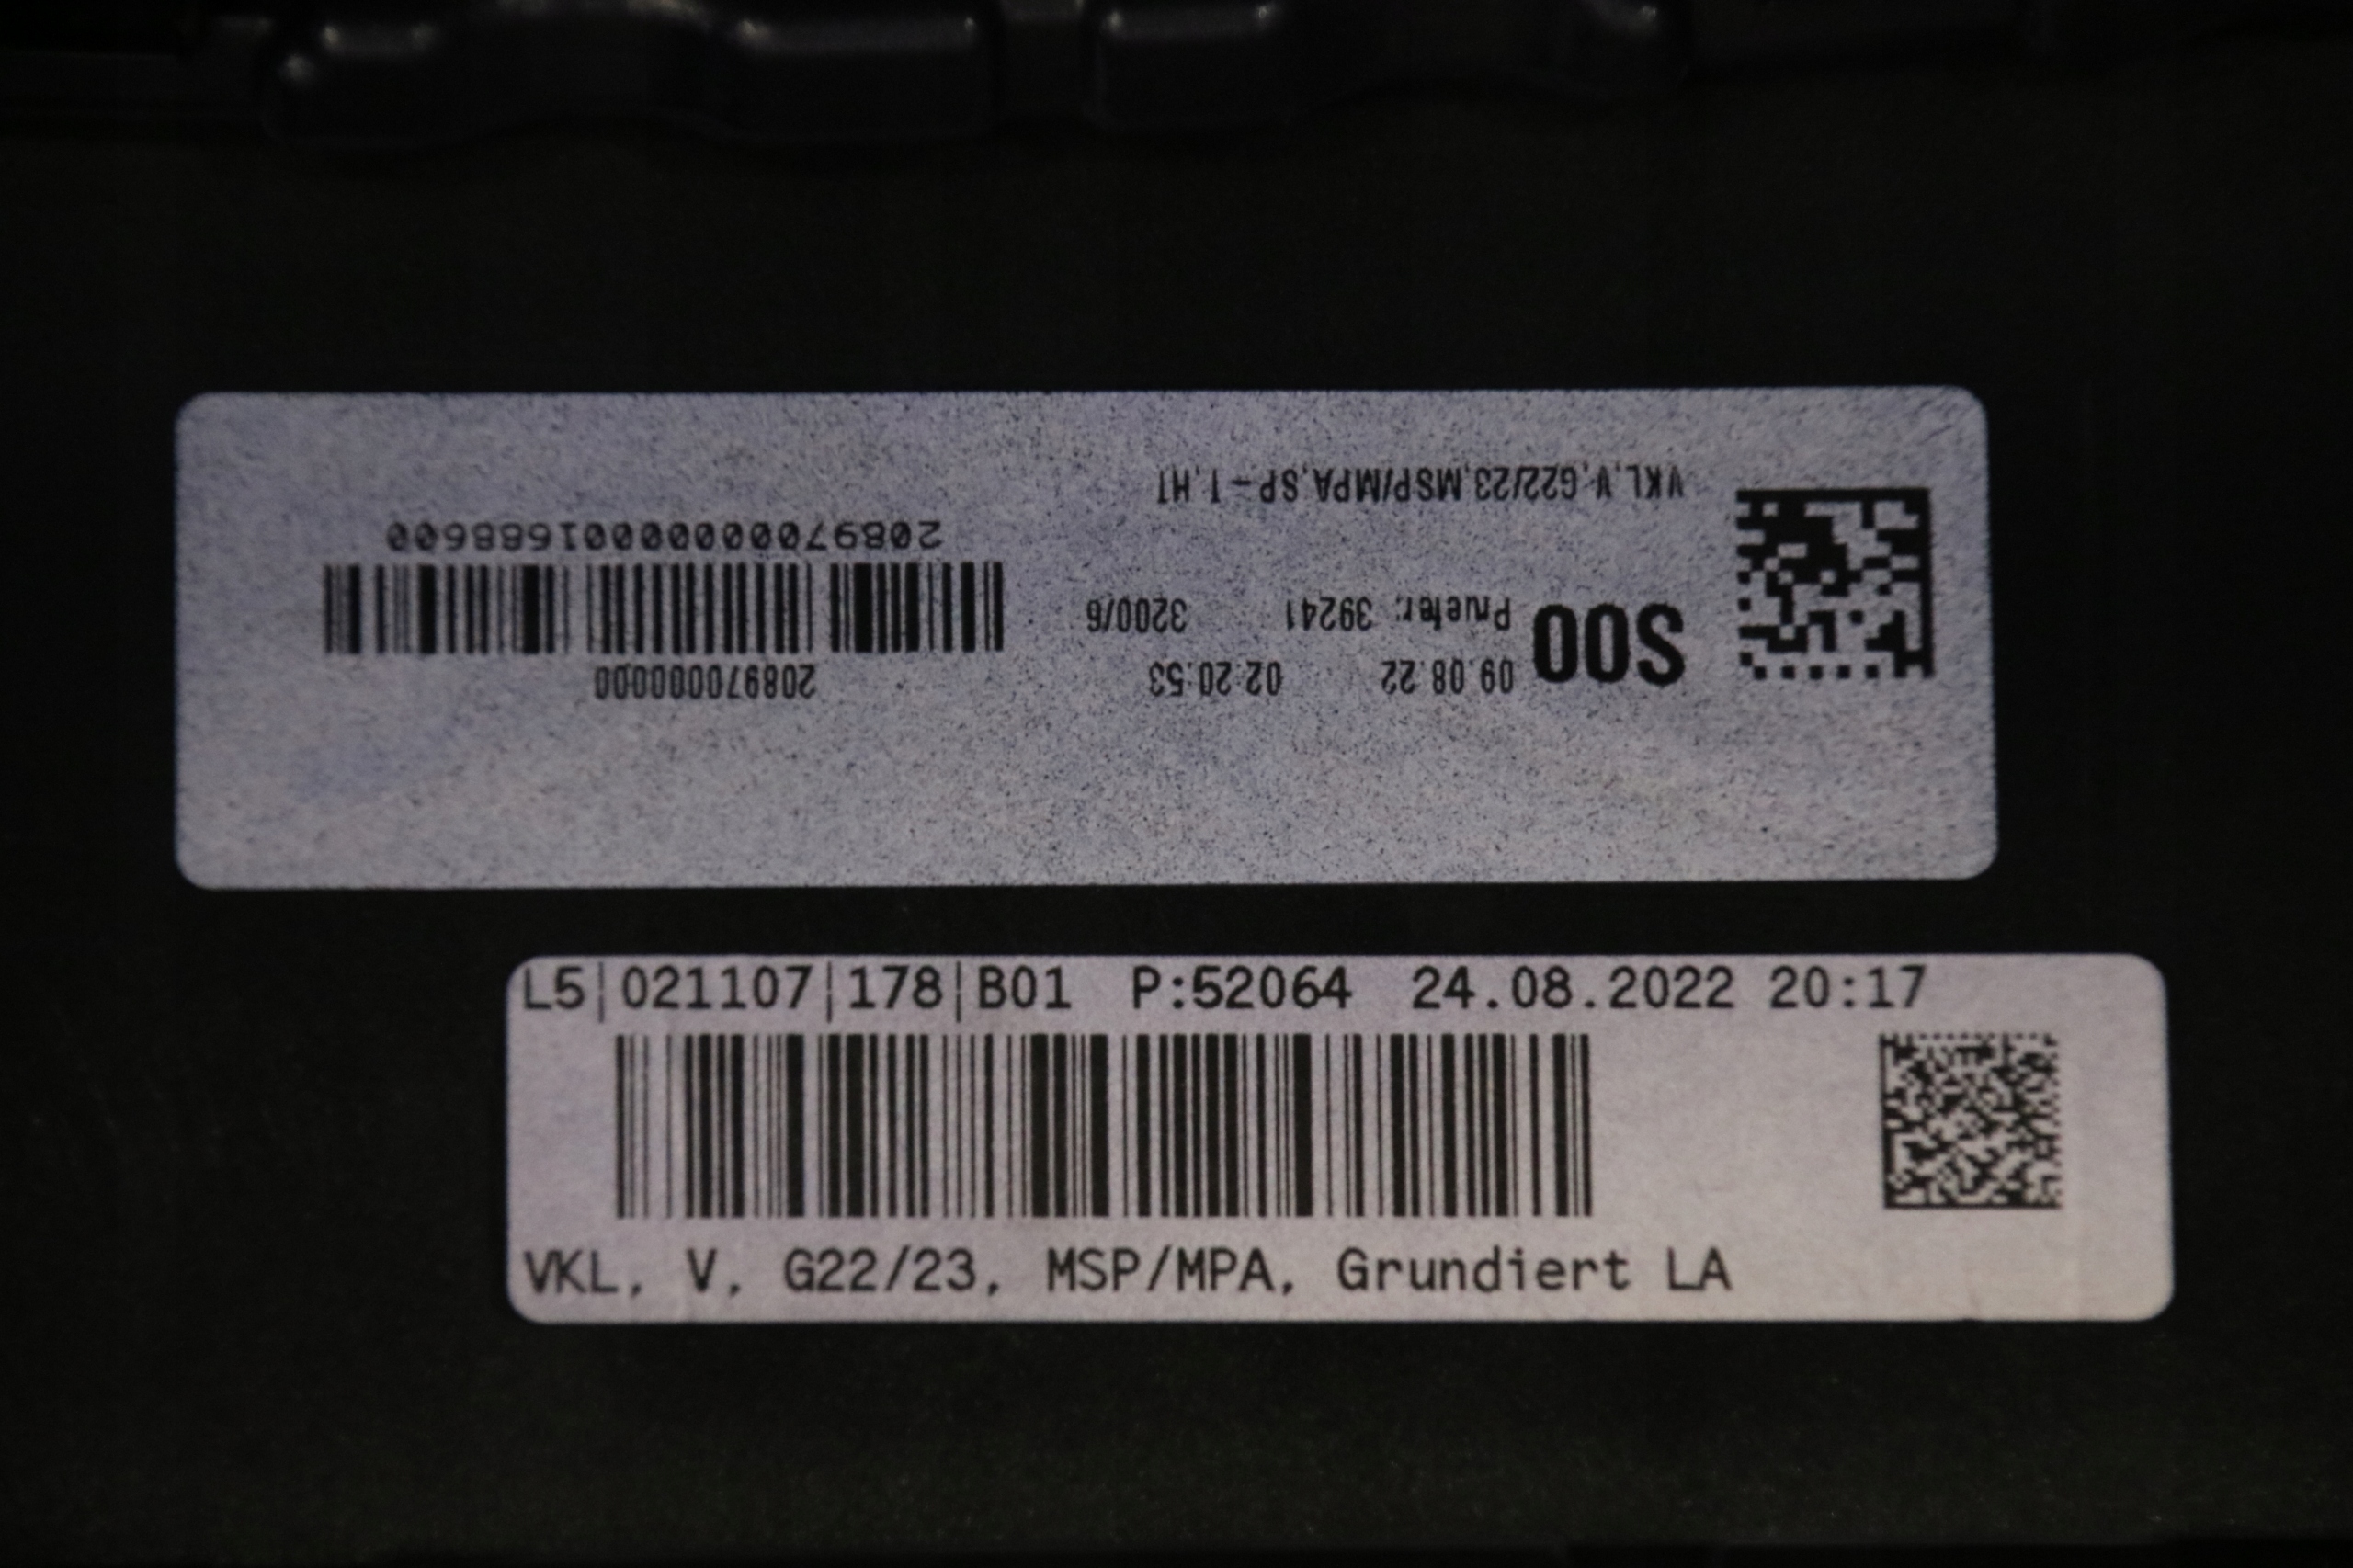 09.08.22 02:20:53 20897000000
S00 Pruefer: 39241 3200/6
20897000000001688600
VKL,V,G22/23,MSP/MPA,SP-1,H1
L5|021107|178|B01 P:52064 24.08.2022 20:17
VKL, V, G22/23, MSP/MPA, Grundiert LA